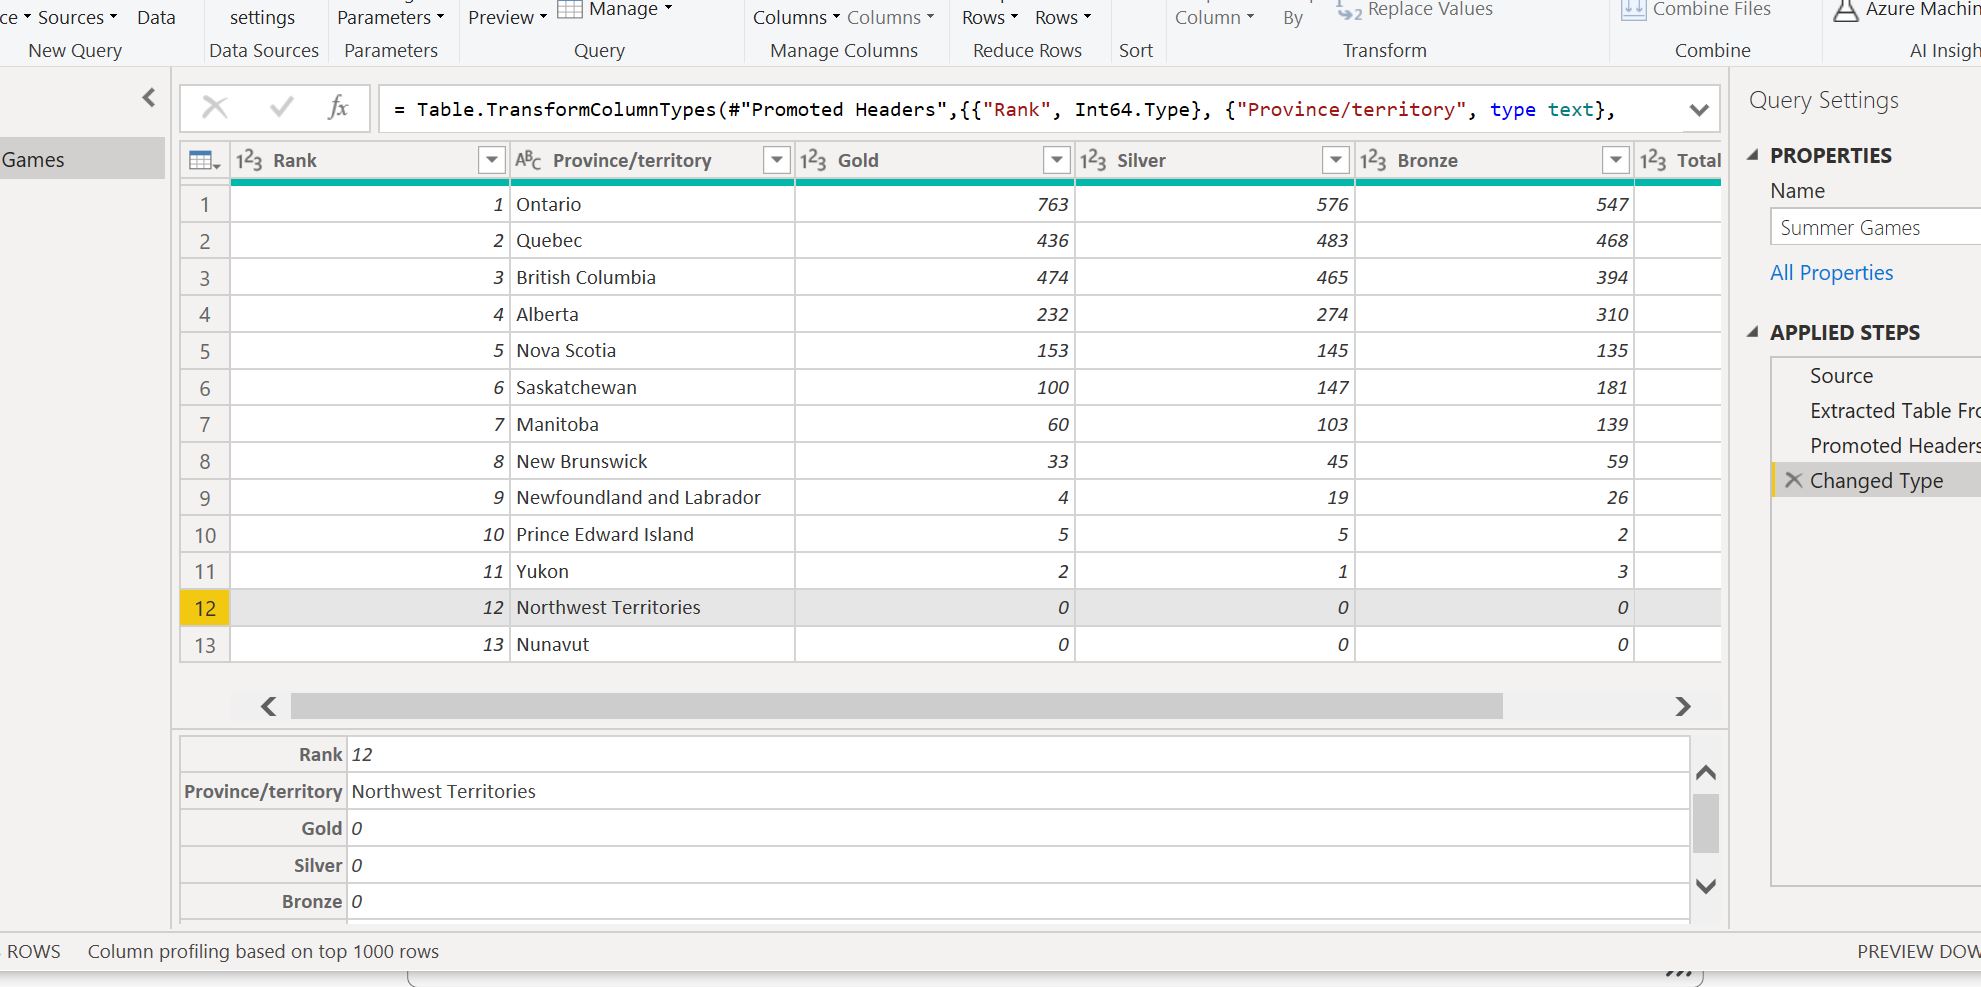 ce Sources Data settings Parameters Preview Manage Columns Columns Rows Rows Column By Replace Values Combine Files Azure Machin
New Query Data Sources Parameters Query Manage Columns Reduce Rows Sort Transform Combine AI Insigh
fx = Table.TransformColumnTypes(#"Promoted Headers",{{"Rank", Int64.Type}, {"Province/territory", type text},
Games
Rank Province/territory Gold Silver Bronze Total
1 1 Ontario 763 576 547
2 2 Quebec 436 483 468
3 3 British Columbia 474 465 394
4 4 Alberta 232 274 310
5 5 Nova Scotia 153 145 135
6 6 Saskatchewan 100 147 181
7 7 Manitoba 60 103 139
8 8 New Brunswick 33 45 59
9 9 Newfoundland and Labrador 4 19 26
10 10 Prince Edward Island 5 5 2
11 11 Yukon 2 1 3
12 12 Northwest Territories 0 0 0
13 13 Nunavut 0 0 0
Rank 12
Province/territory Northwest Territories
Gold 0
Silver 0
Bronze 0
Query Settings
PROPERTIES
Name
Summer Games
All Properties
APPLIED STEPS
Source
Extracted Table Fro
Promoted Headers
Changed Type
ROWS Column profiling based on top 1000 rows
PREVIEW DOW